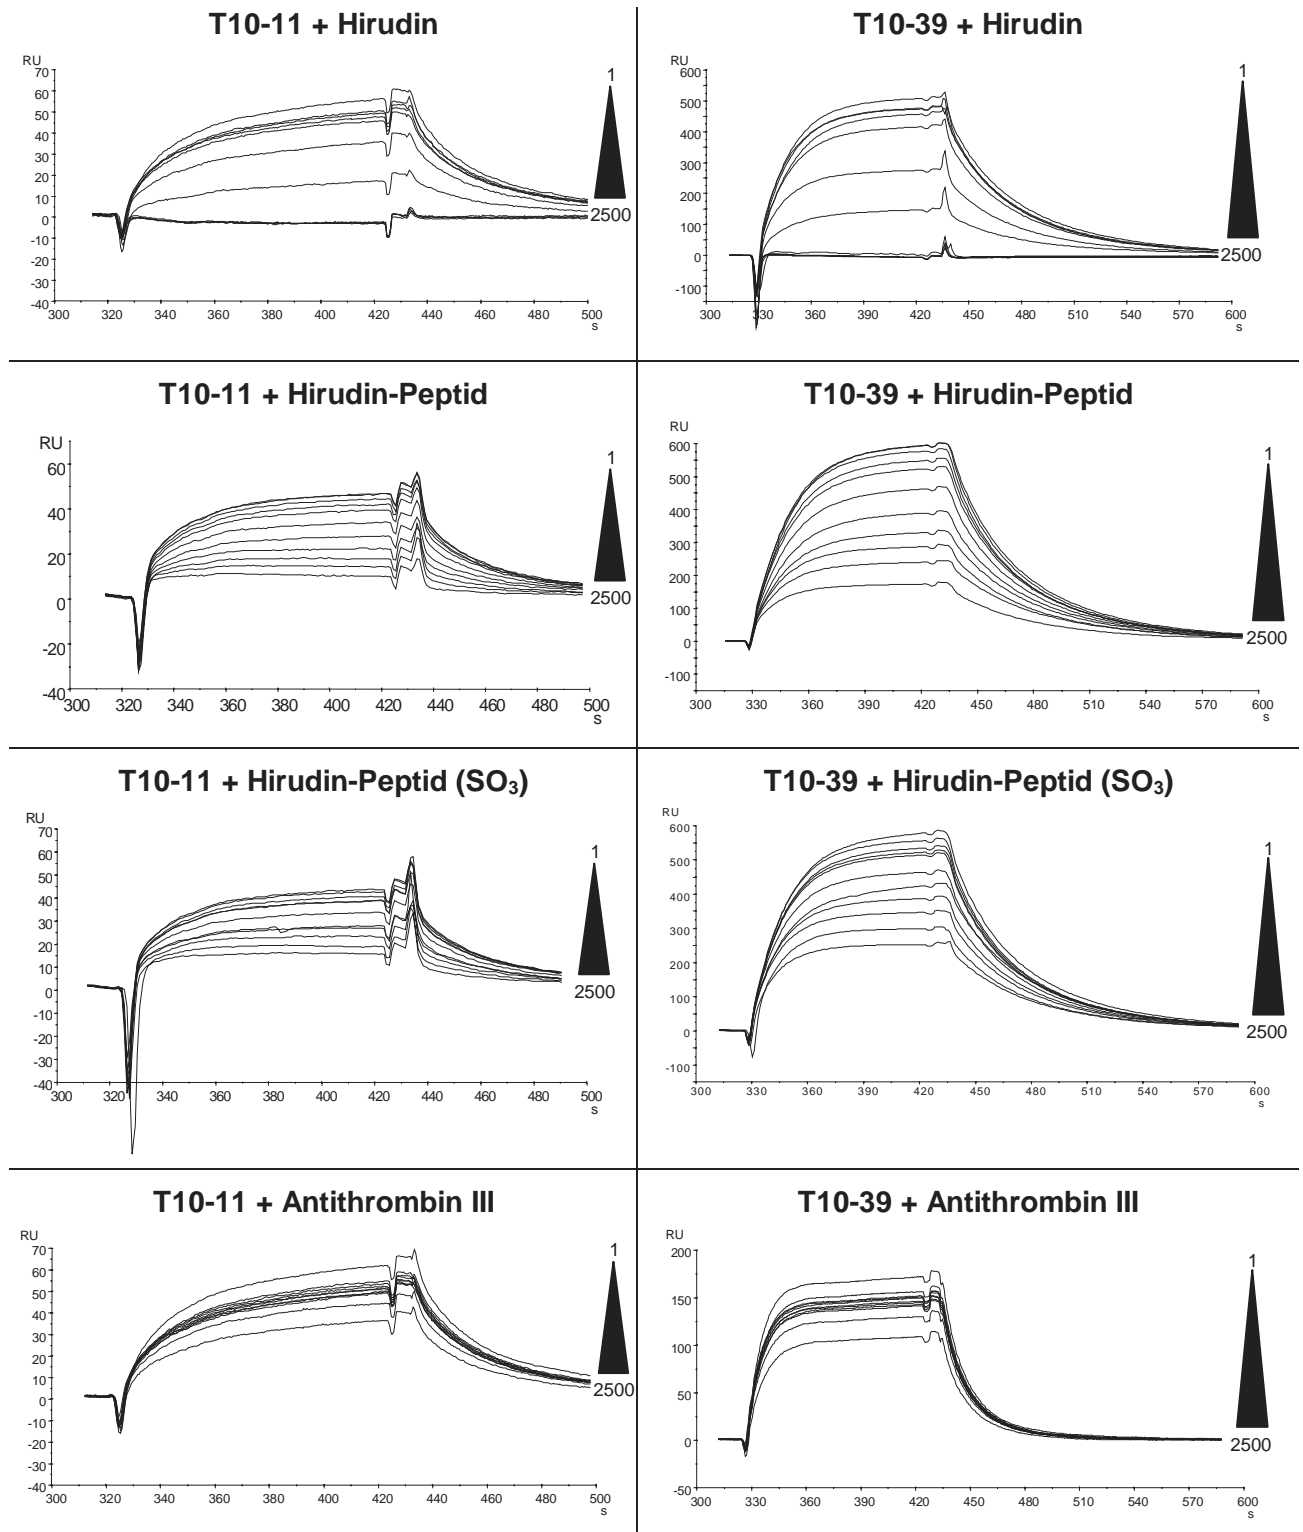 T10-11 + Hirudin
RU
70
60
50
40
30
20
10
0
-10
-20
-30
-40
300 320 340 360 380 400 420 440 460 480 500
s
1
2500
T10-39 + Hirudin
RU
600
500
400
300
200
100
0
-100
300 330 360 390 420 450 480 510 540 570 600
s
1
2500
T10-11 + Hirudin-Peptid
RU
60
40
20
0
-20
-40
300 320 340 360 380 400 420 440 460 480 500
s
1
2500
T10-39 + Hirudin-Peptid
RU
600
500
400
300
200
100
0
-100
300 330 360 390 420 450 480 510 540 570 600
s
1
2500
T10-11 + Hirudin-Peptid (SO₃)
RU
70
60
50
40
30
20
10
0
-10
-20
-30
-40
300 320 340 360 380 400 420 440 460 480 500
s
1
2500
T10-39 + Hirudin-Peptid (SO₃)
RU
600
500
400
300
200
100
0
-100
300 330 360 390 420 450 480 510 540 570 600
s
1
2500
T10-11 + Antithrombin III
RU
70
60
50
40
30
20
10
0
-10
-20
-30
-40
300 320 340 360 380 400 420 440 460 480 500
s
1
2500
T10-39 + Antithrombin III
RU
200
150
100
50
0
-50
300 330 360 390 420 450 480 510 540 570 600
s
1
2500